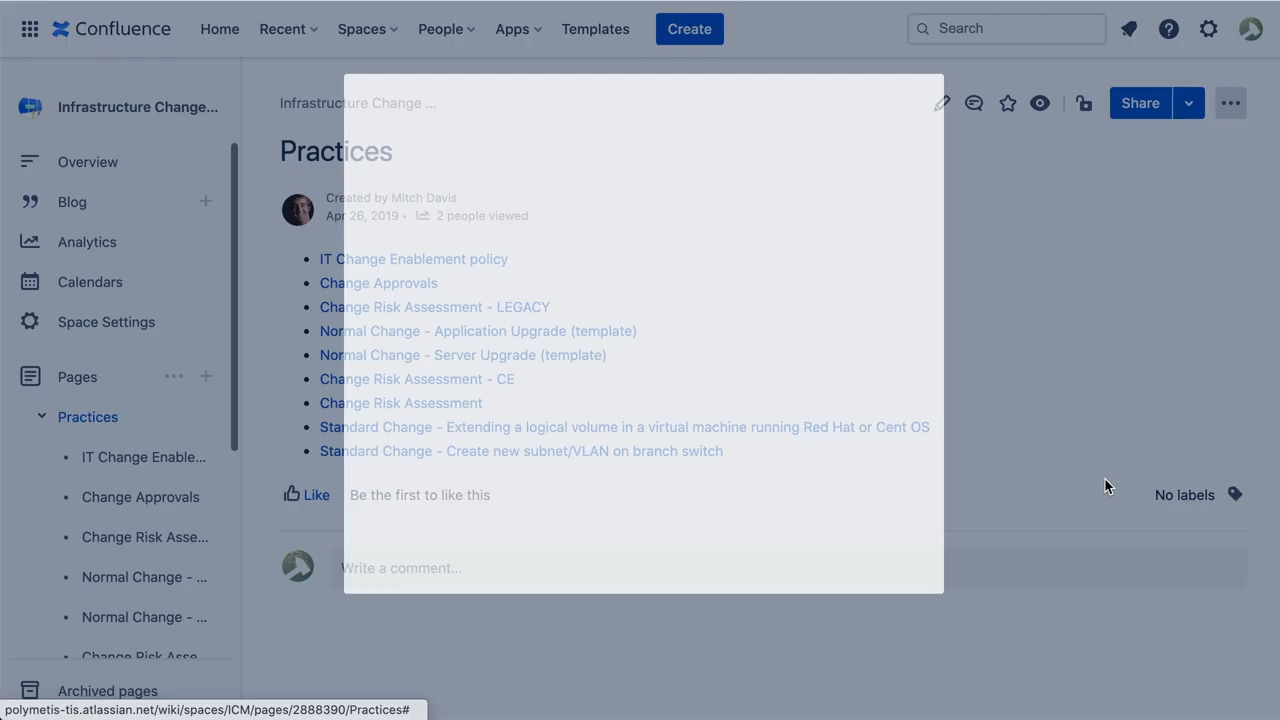 Confluence Home Recent Spaces People Apps Templates Create Search
Infrastructure Change...
Overview
Blog
Analytics
Calendars
Space Settings
Pages
Practices
IT Change Enable...
Change Approvals
Change Risk Asse...
Normal Change - ...
Normal Change - ...
Change Risk Asse
Archived pages
Infrastructure Change ...
Share
Practices
Created by Mitch Davis
Apr 26, 2019 • 2 people viewed
IT Change Enablement policy
Change Approvals
Change Risk Assessment - LEGACY
Normal Change - Application Upgrade (template)
Normal Change - Server Upgrade (template)
Change Risk Assessment - CE
Change Risk Assessment
Standard Change - Extending a logical volume in a virtual machine running Red Hat or Cent OS
Standard Change - Create new subnet/VLAN on branch switch
Like Be the first to like this No labels
Write a comment...
polymetis-tis.atlassian.net/wiki/spaces/ICM/pages/2888390/Practices#